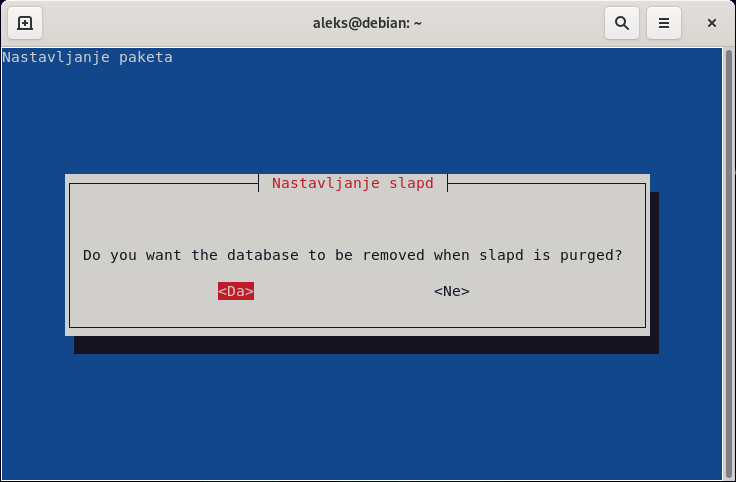 aleks@debian: ~
Nastavljanje paketa
Nastavljanje slapd
Do you want the database to be removed when slapd is purged?
<Da> <Ne>